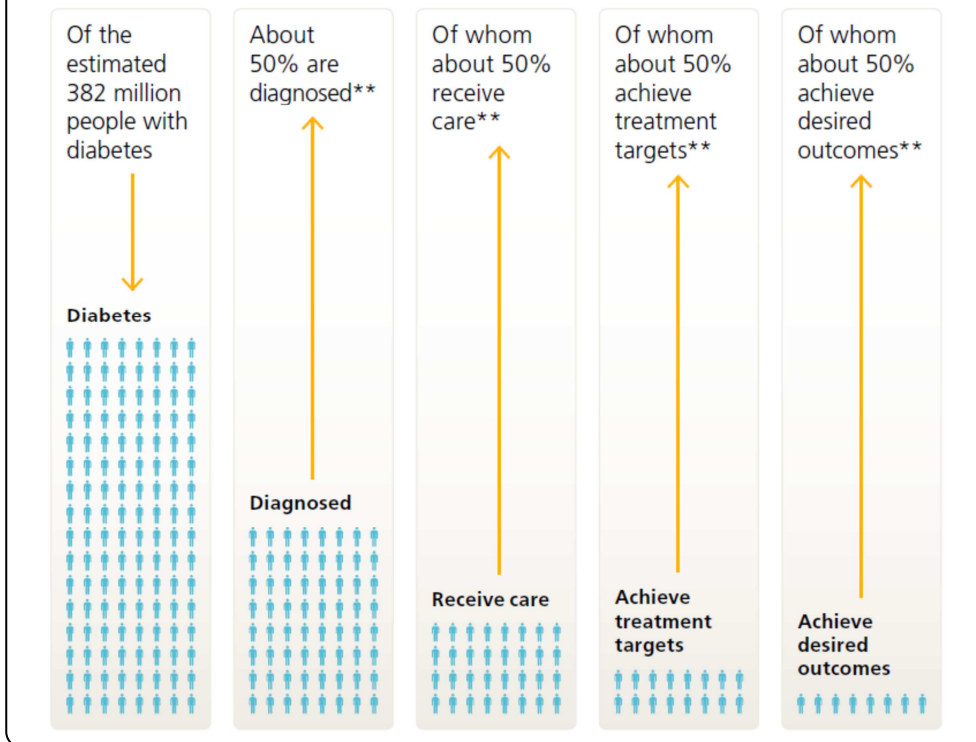 Of the
estimated
382 million
people with
diabetes
Diabetes
About
50% are
diagnosed**
Diagnosed
Of whom
about 50%
receive
care**
Receive care
Of whom
about 50%
achieve
treatment
targets**
Achieve
treatment
targets
Of whom
about 50%
achieve
desired
outcomes**
Achieve
desired
outcomes